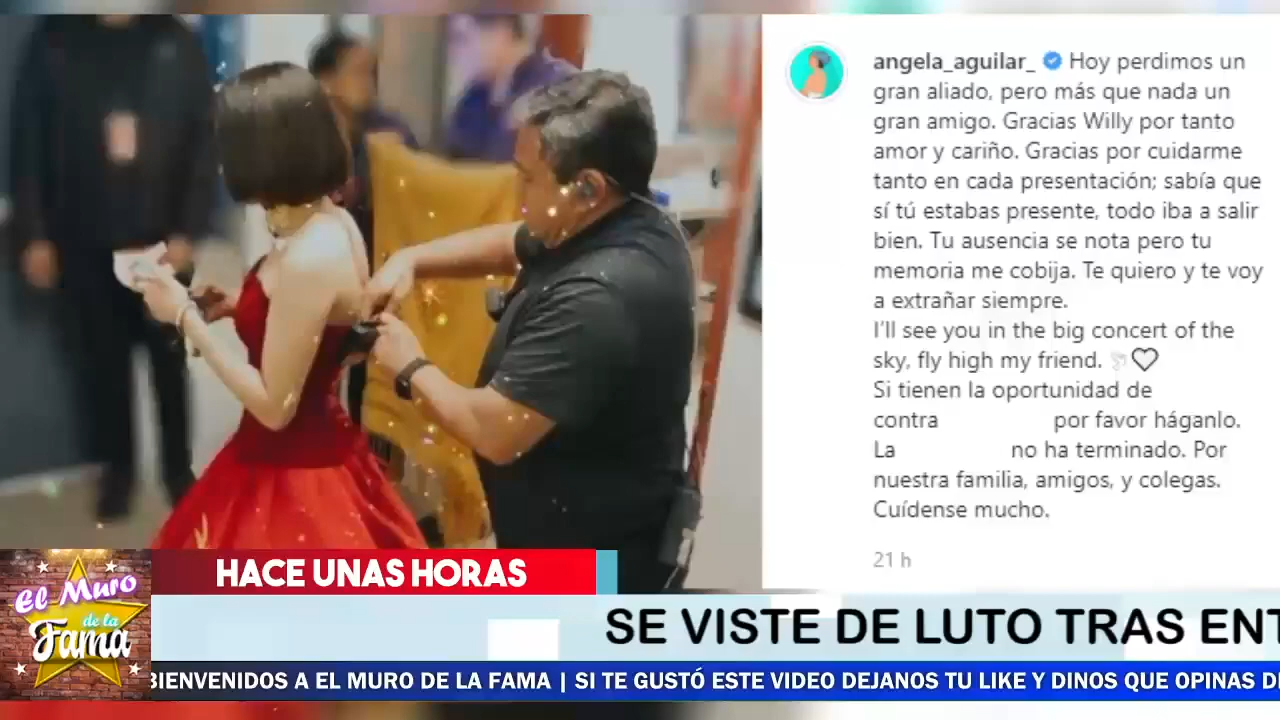 angela_aguilar_ Hoy perdimos un
gran aliado, pero más que nada un
gran amigo. Gracias Willy por tanto
amor y cariño. Gracias por cuidarme
tanto en cada presentación; sabía que
sí tú estabas presente, todo iba a salir
bien. Tu ausencia se nota pero tu
memoria me cobija. Te quiero y te voy
a extrañar siempre.
I'll see you in the big concert of the
sky, fly high my friend.
Si tienen la oportunidad de
contra por favor háganlo.
La no ha terminado. Por
nuestra familia, amigos, y colegas.
Cuídense mucho.
21 h
HACE UNAS HORAS
El Muro
de la
Fama
SE VISTE DE LUTO TRAS ENT
BIENVENIDOS A EL MURO DE LA FAMA | SI TE GUSTÓ ESTE VIDEO DEJANOS TU LIKE Y DINOS QUE OPINAS DE